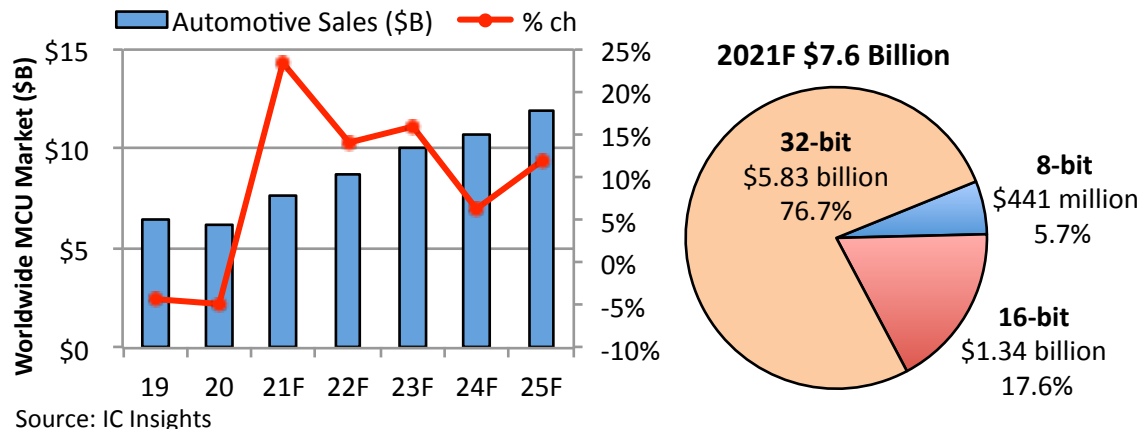 Automotive Sales ($B)
% ch
Worldwide MCU Market ($B)
$15
$10
$5
$0
25%
20%
15%
10%
5%
0%
-5%
-10%
19 20 21F 22F 23F 24F 25F
Source: IC Insights
2021F $7.6 Billion
32-bit
$5.83 billion
76.7%
8-bit
$441 million
5.7%
16-bit
$1.34 billion
17.6%